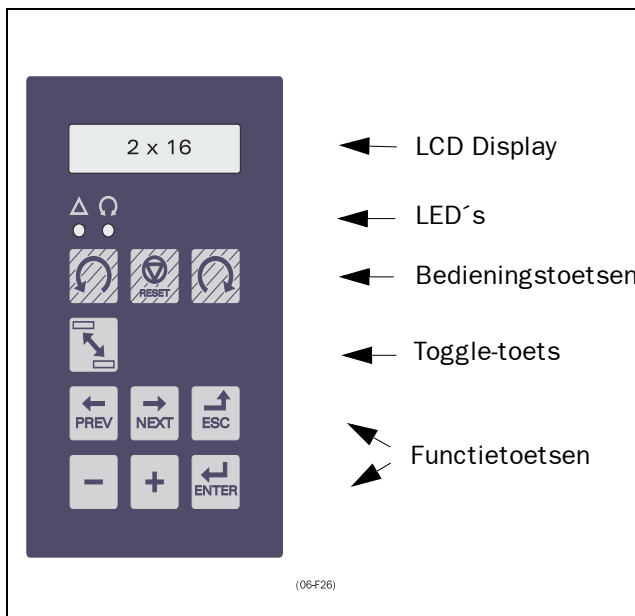 2 x 16
LCD Display
LED´s
Bedieningstoetsen
RESET
Toggle-toets
PREV NEXT ESC
Functietoetsen
- + ENTER
(06-F26)